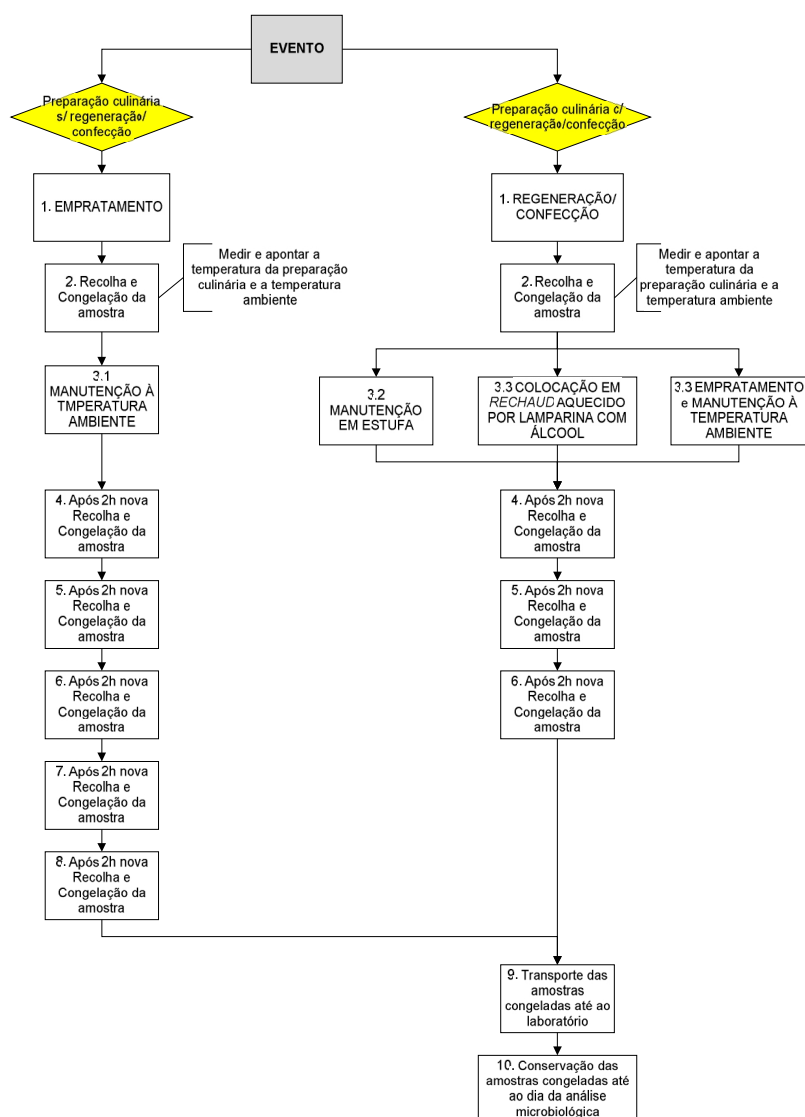 EVENTO
Preparação culinária
s/ regeneração/
confecção
1. EMPRATAMENTO
2. Recolha e
Congelação da
amostra
Medir e apontar a
temperatura da preparação
culinária e a temperatura
ambiente
3.1
MANUTENÇÃO À
TMPERATURA
AMBIENTE
4. Após 2h nova
Recolha e
Congelação da
amostra
5. Após 2h nova
Recolha e
Congelação da
amostra
6. Após 2h nova
Recolha e
Congelação da
amostra
7. Após 2h nova
Recolha e
Congelação da
amostra
8. Após 2h nova
Recolha e
Congelação da
amostra
Preparação culinária c/
regeneração/confecção
1. REGENERAÇÃO/
CONFECÇÃO
2. Recolha e
Congelação da
amostra
Medir e apontar a
temperatura da
preparação culinária e a
temperatura ambiente
3.2
MANUTENÇÃO
EM ESTUFA
3.3 COLOCAÇÃO EM
RECHAUD AQUECIDO
POR LAMPARINA COM
ÁLCOOL
3.3 EMPRATAMENTO
e MANUTENÇÃO À
TEMPERATURA
AMBIENTE
4. Após 2h nova
Recolha e
Congelação da
amostra
5. Após 2h nova
Recolha e
Congelação da
amostra
6. Após 2h nova
Recolha e
Congelação da
amostra
9. Transporte das
amostras
congeladas até ao
laboratório
10. Conservação das
amostras congeladas até
ao dia da análise
microbiológica